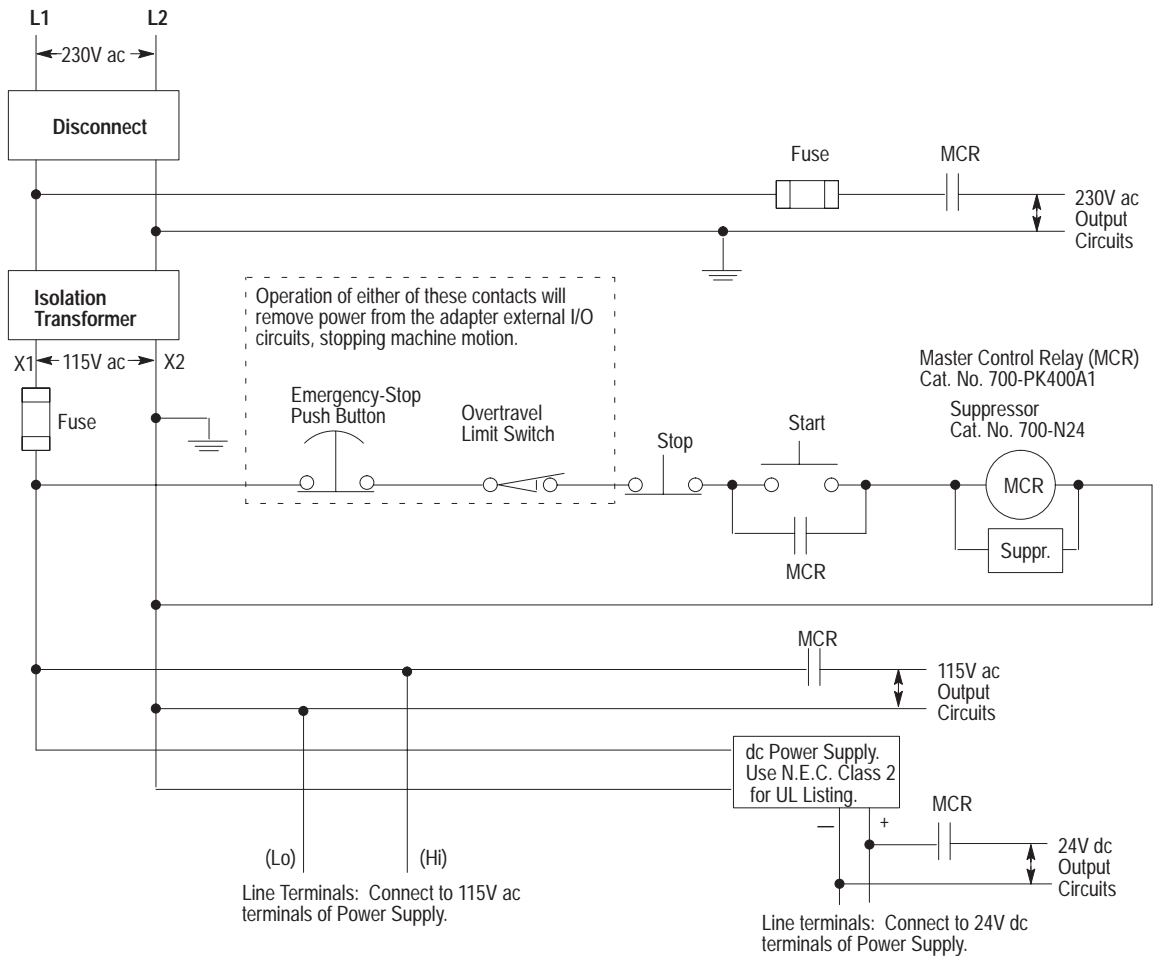 L1
L2
230V ac
Disconnect
Fuse
MCR
230V ac
Output
Circuits
Isolation
Transformer
Operation of either of these contacts will
remove power from the adapter external I/O
circuits, stopping machine motion.
X1
115V ac
X2
Fuse
Emergency-Stop
Push Button
Overtravel
Limit Switch
Stop
Start
Master Control Relay (MCR)
Cat. No. 700-PK400A1
Suppressor
Cat. No. 700-N24
MCR
Suppr.
MCR
MCR
115V ac
Output
Circuits
dc Power Supply.
Use N.E.C. Class 2
for UL Listing.
MCR
— +
24V dc
Output
Circuits
(Lo)
(Hi)
Line Terminals: Connect to 115V ac
terminals of Power Supply.
Line terminals: Connect to 24V dc
terminals of Power Supply.